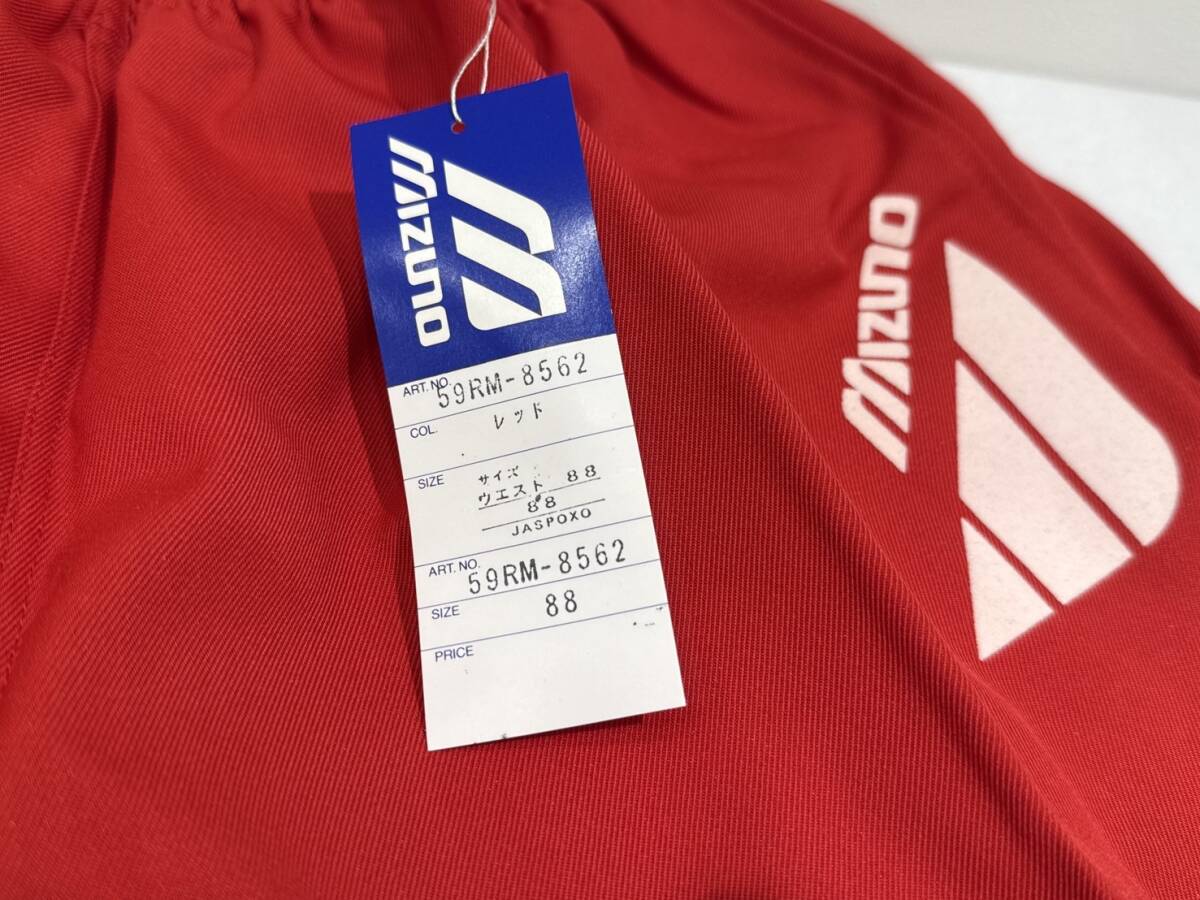 MIZUNO
ART. NO. 59RM-8562
COL. レッド
SIZE サイズ
ウエスト 88
88
JASPOXO
ART. NO. 59RM-8562
SIZE 88
PRICE
MIZUNO